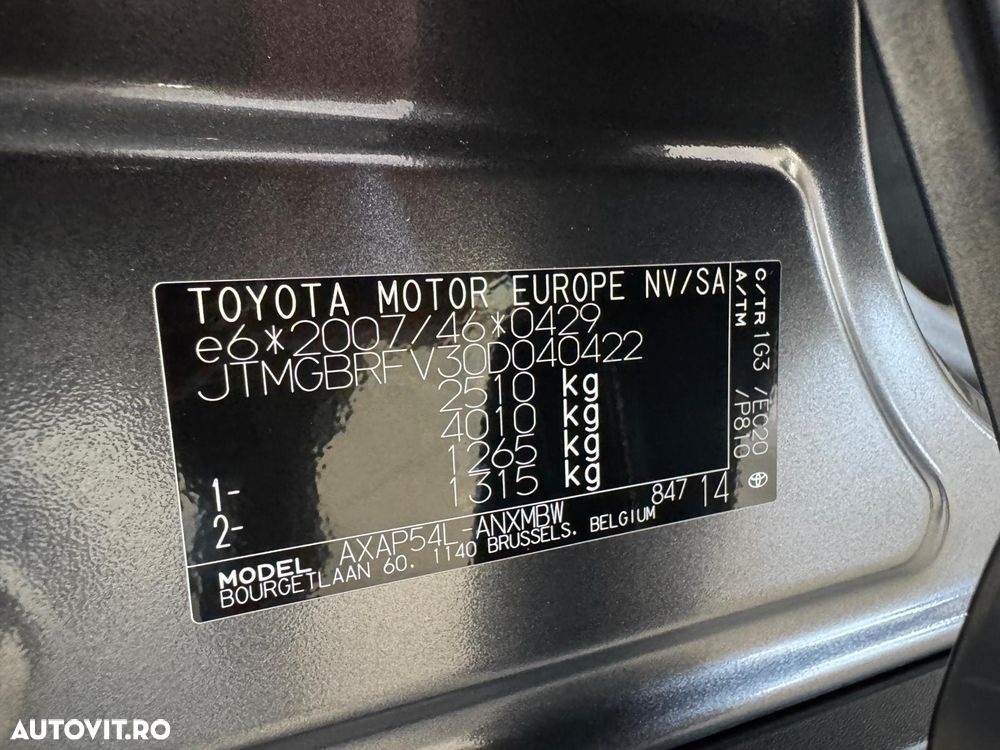 TOYOTA MOTOR EUROPE NV/SA
e6*2007/46*0429
JTMGBRFV30D040422
2510 kg
4010 kg
1- 1265 kg
2- 1315 kg
MODEL AXAP54L-ANXMBW 847 14
BOURGETLAAN 60. 1140 BRUSSELS. BELGIUM
C/TR 1G3 /EC20
A/TM /P810
AUTOVIT.RO